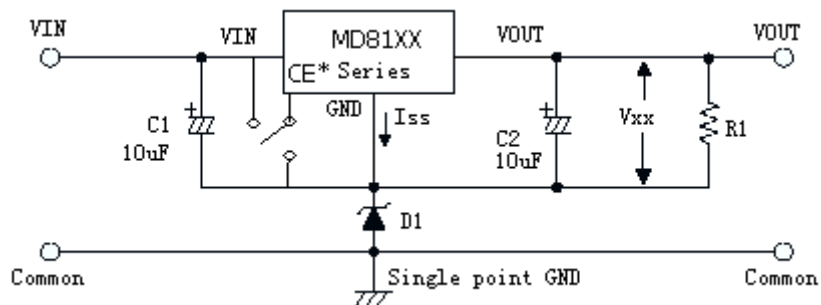 VIN
VIN
MD81XX
CE* Series
VOUT
VOUT
GND
Iss
C1
10uF
C2
10uF
Vxx
R1
D1
Common
Single point GND
Common